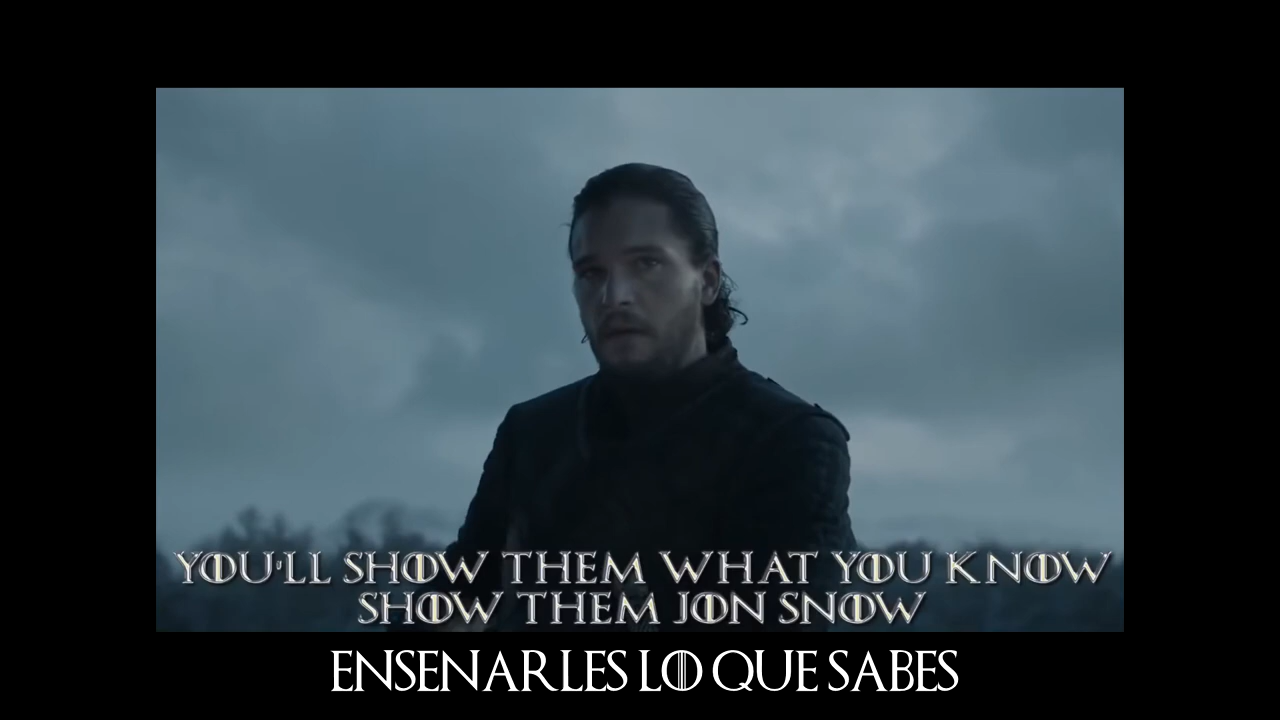 YOU'LL SHOW THEM WHAT YOU KNOW
SHOW THEM JON SNOW
ENSENARLES LO QUE SABES